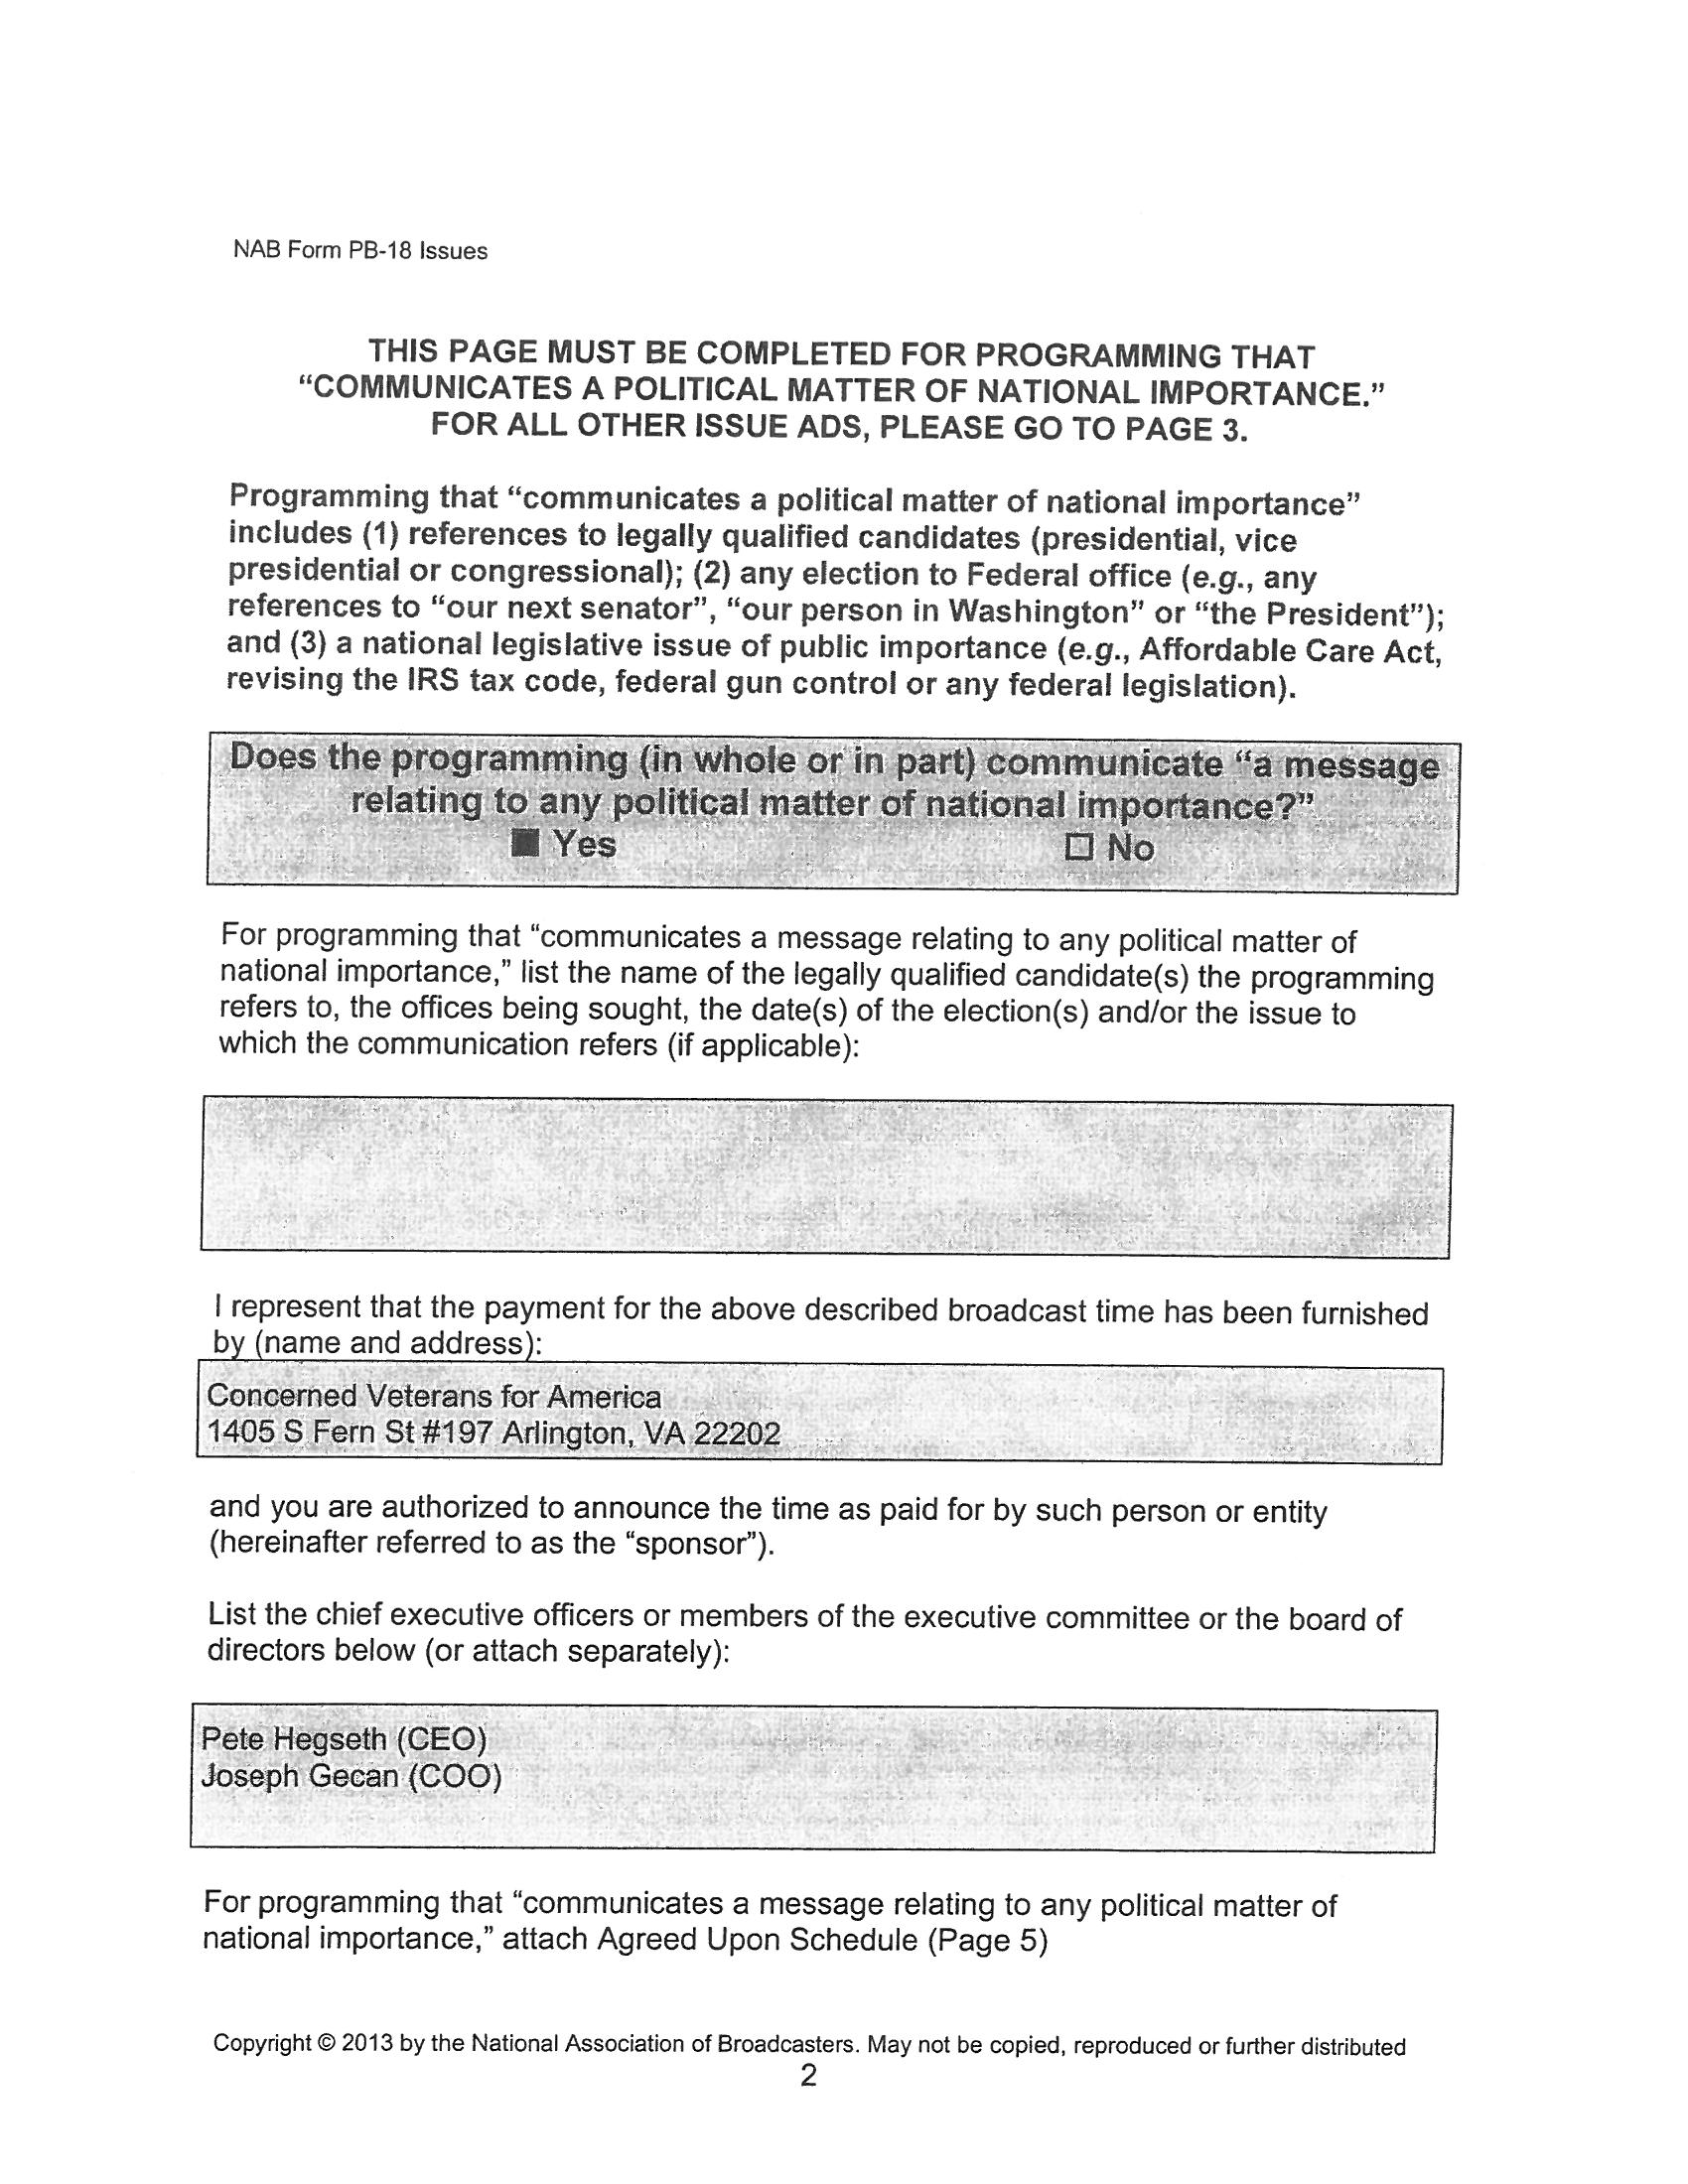 NAB Form PB-18 Issues
THIS PAGE MUST BE COMPLETED FOR PROGRAMMING THAT
“COMMUNICATES A POLITICAL MATTER OF NATIONAL IMPORTANCE.”
FOR ALL OTHER ISSUE ADS, PLEASE GO TO PAGE 3.
Programming that “communicates a political matter of national importance”
includes (1) references to legally qualified candidates (presidential, vice
presidential or congressional); (2) any election to Federal office (e.g., any
references to “our next senator”, “our person in Washington” or “the President”);
and (3) a national legislative issue of public importance (e.g., Affordable Care Act,
revising the IRS tax code, federal gun control or any federal legislation).
Does the programming (in whole or in part) communicate “a message
relating to any political matter of national importance?”
■ Yes ☐ No
For programming that “communicates a message relating to any political matter of
national importance,” list the name of the legally qualified candidate(s) the programming
refers to, the offices being sought, the date(s) of the election(s) and/or the issue to
which the communication refers (if applicable):
I represent that the payment for the above described broadcast time has been furnished
by (name and address):
Concerned Veterans for America
1405 S Fern St #197 Arlington, VA 22202
and you are authorized to announce the time as paid for by such person or entity
(hereinafter referred to as the “sponsor”).
List the chief executive officers or members of the executive committee or the board of
directors below (or attach separately):
Pete Hegseth (CEO)
Joseph Gecan (COO)
For programming that “communicates a message relating to any political matter of
national importance,” attach Agreed Upon Schedule (Page 5)
Copyright © 2013 by the National Association of Broadcasters. May not be copied, reproduced or further distributed
2